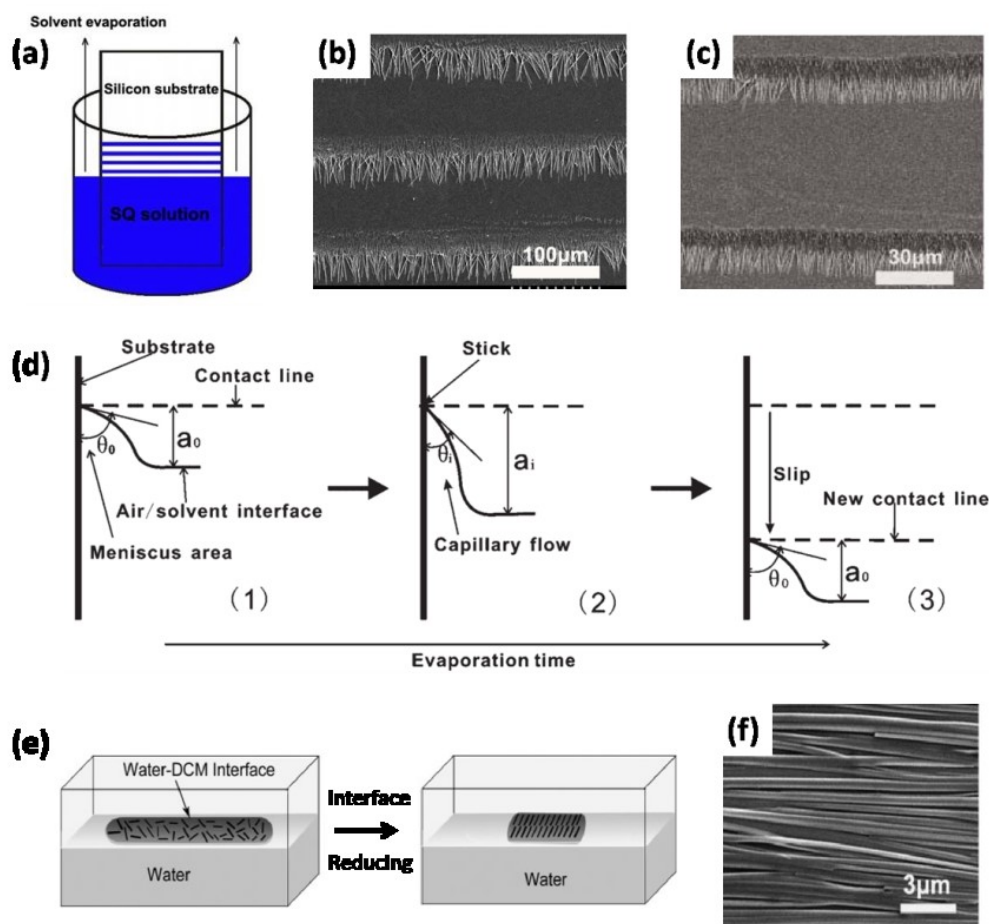 Solvent evaporation
(a)
Silicon substrate
SQ solution
(b)
100μm
(c)
30μm
(d)
Substrate
Contact line
θ₀
a₀
Air/solvent interface
Meniscus area
(1)
Stick
θᵢ
aᵢ
Capillary flow
(2)
Slip
New contact line
θ₀
a₀
(3)
Evaporation time
(e)
Water-DCM Interface
Water
Interface
Reducing
Water
(f)
3μm